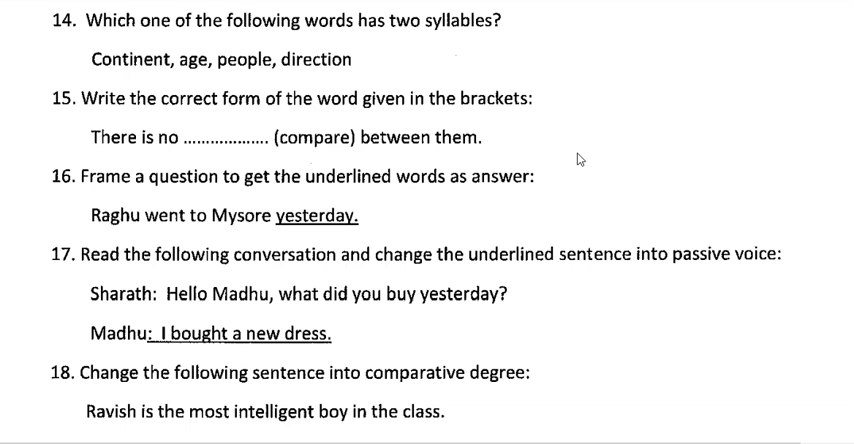 14. Which one of the following words has two syllables?
Continent, age, people, direction
15. Write the correct form of the word given in the brackets:
There is no ................... (compare) between them.
16. Frame a question to get the underlined words as answer:
Raghu went to Mysore yesterday.
17. Read the following conversation and change the underlined sentence into passive voice:
Sharath: Hello Madhu, what did you buy yesterday?
Madhu: I bought a new dress.
18. Change the following sentence into comparative degree:
Ravish is the most intelligent boy in the class.